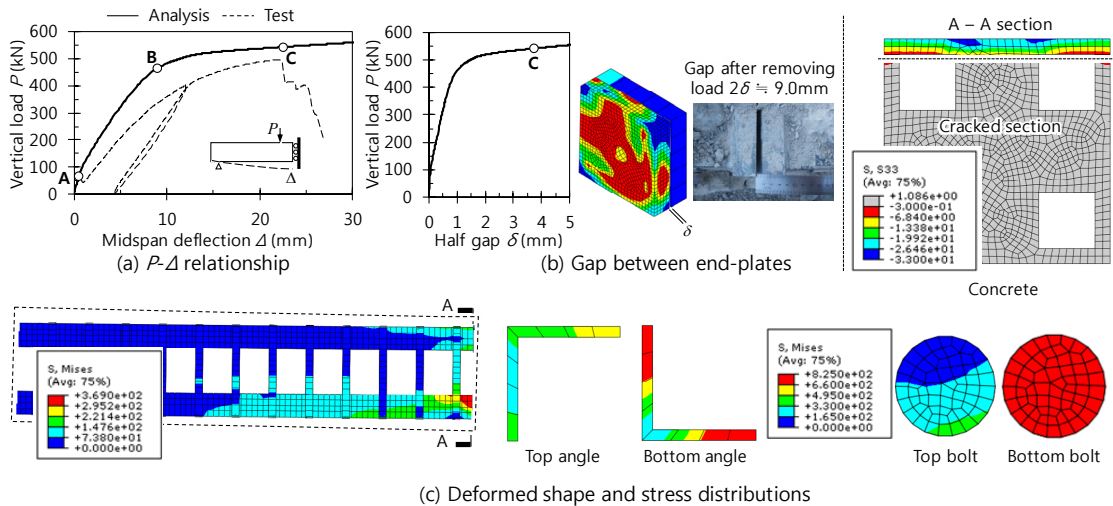 Analysis
Test
Vertical load P (kN)
600
500
400
300
200
100
0
A
B
C
P
Δ
0
10
20
30
Midspan deflection Δ (mm)
(a) P-Δ relationship
Vertical load P (kN)
600
500
400
300
200
100
0
C
0
1
2
3
4
5
Half gap δ (mm)
δ
Gap after removing
load 2δ ≒ 9.0mm
(b) Gap between end-plates
A – A section
Cracked section
S, S33
(Avg: 75%)
+1.086e+00
-3.000e-01
-6.840e+00
-1.338e+01
-1.992e+01
-2.646e+01
-3.300e+01
Concrete
A
A
S, Mises
(Avg: 75%)
+3.690e+02
+2.952e+02
+2.214e+02
+1.476e+02
+7.380e+01
+0.000e+00
Top angle
Bottom angle
S, Mises
(Avg: 75%)
+8.250e+02
+6.600e+02
+4.950e+02
+3.300e+02
+1.650e+02
+0.000e+00
Top bolt
Bottom bolt
(c) Deformed shape and stress distributions